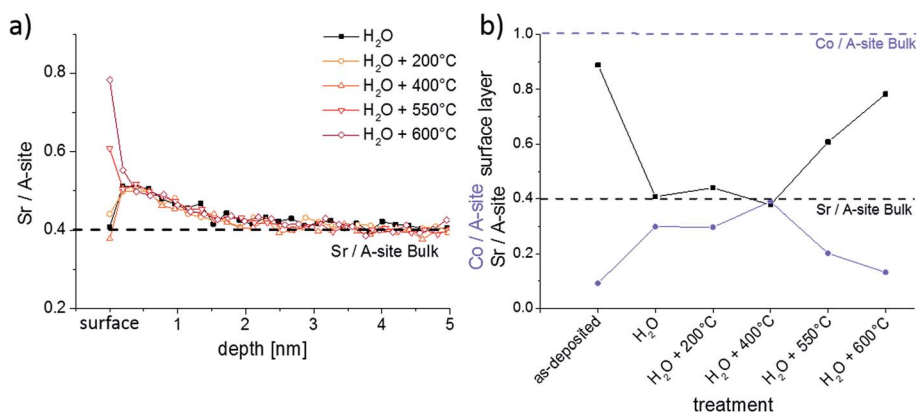 a)
H₂O
H₂O + 200°C
H₂O + 400°C
H₂O + 550°C
H₂O + 600°C
0.8
0.6
0.4
0.2
Sr / A-site
Sr / A-site Bulk
surface
1
2
3
4
5
depth [nm]
b)
1.0
0.8
0.6
0.4
0.2
0.0
Co / A-site
Sr / A-site surface layer
Co / A-site Bulk
Sr / A-site Bulk
as-deposited
H₂O
H₂O + 200°C
H₂O + 400°C
H₂O + 550°C
H₂O + 600°C
treatment